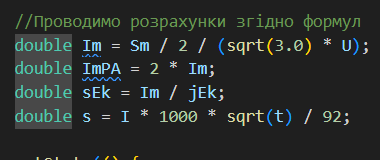 //Проводимо розрахунки згідно формул
double Im = Sm / 2 / (sqrt(3.0) * U);
double ImPA = 2 * Im;
double sEk = Im / jEk;
double s = I * 1000 * sqrt(t) / 92;